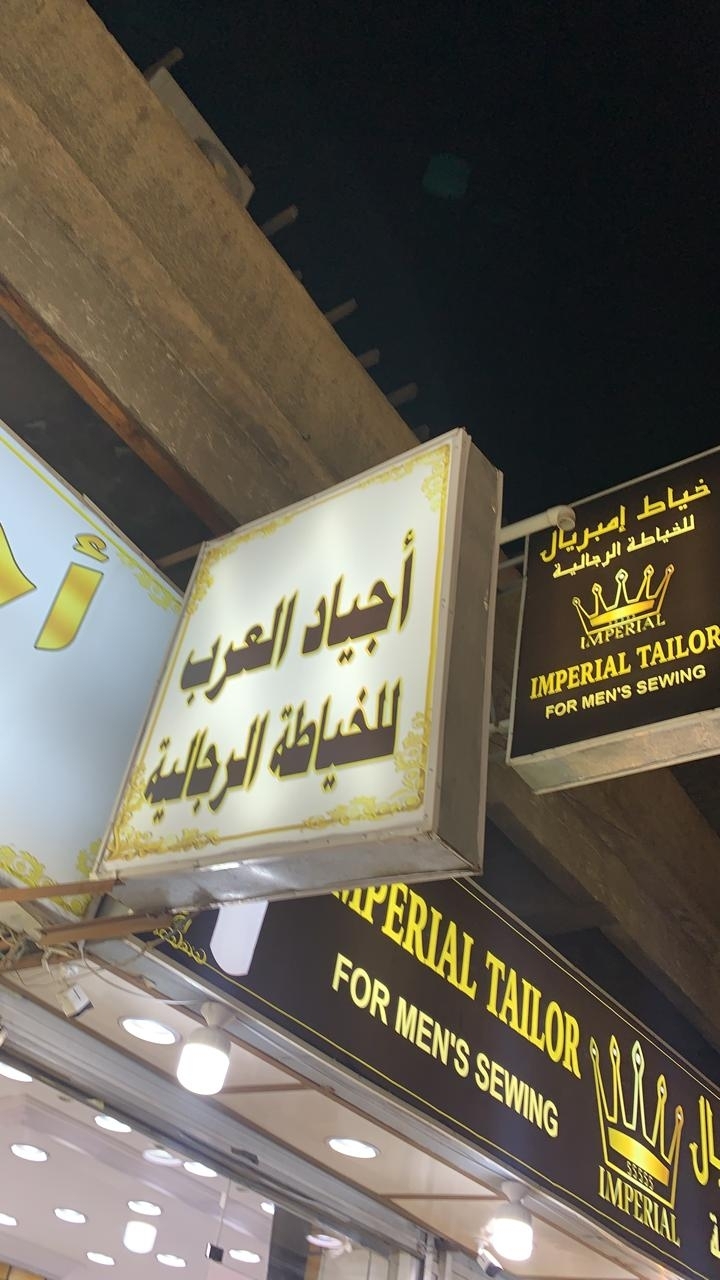 أجياد العرب
للخياطة الرجالية
خياط إمبريال
للخياطة الرجالية
IMPERIAL
IMPERIAL TAILOR
FOR MEN'S SEWING
IMPERIAL TAILOR
FOR MEN'S SEWING
55555
IMPERIAL